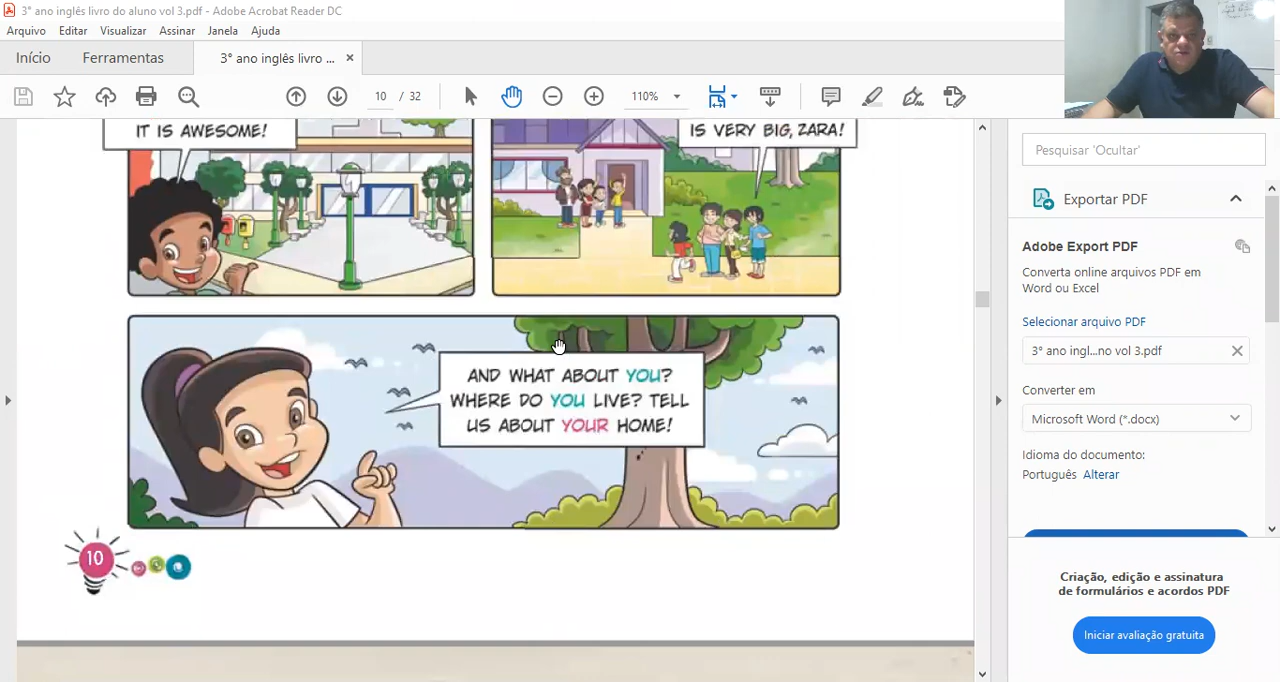 3° ano inglês livro do aluno vol 3.pdf - Adobe Acrobat Reader DC
Arquivo Editar Visualizar Assinar Janela Ajuda
Início Ferramentas 3° ano inglês livro ... ×
10 / 32 110%
IT IS AWESOME!
IS VERY BIG, ZARA!
AND WHAT ABOUT YOU?
WHERE DO YOU LIVE? TELL
US ABOUT YOUR HOME!
10
Pesquisar 'Ocultar'
Exportar PDF
Adobe Export PDF
Converta online arquivos PDF em
Word ou Excel
Selecionar arquivo PDF
3° ano ingl...no vol 3.pdf
Converter em
Microsoft Word (*.docx)
Idioma do documento:
Português Alterar
Criação, edição e assinatura
de formulários e acordos PDF
Iniciar avaliação gratuita